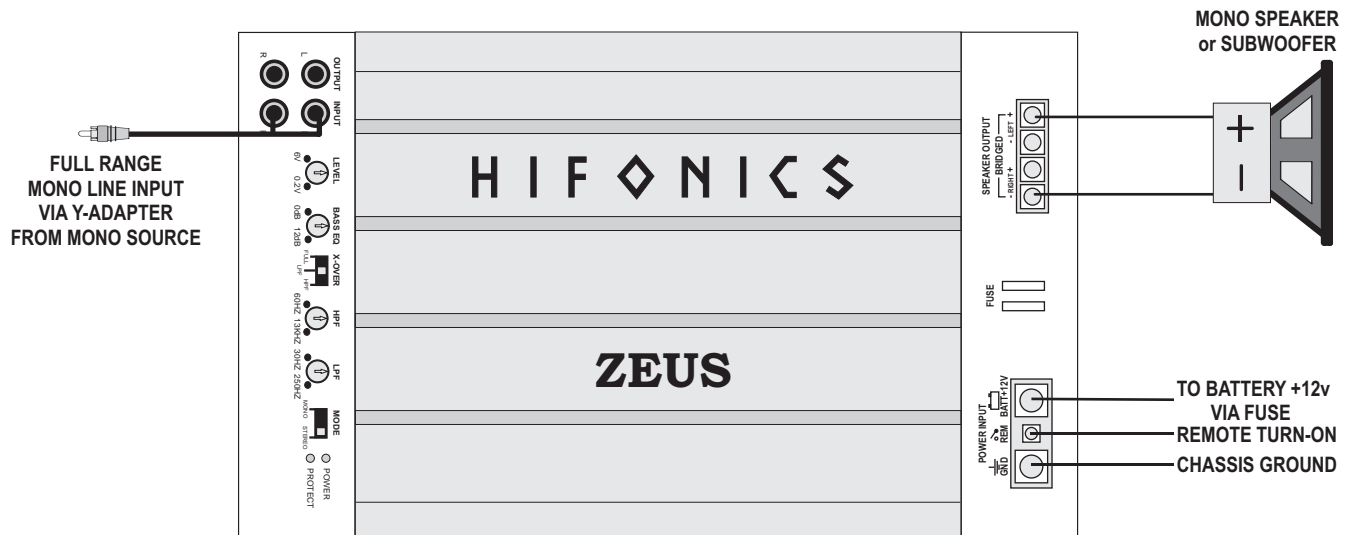 MONO SPEAKER
or SUBWOOFER
R
L
OUTPUT
INPUT
FULL RANGE
MONO LINE INPUT
VIA Y-ADAPTER
FROM MONO SOURCE
LEVEL
6V
0.2V
BASS EQ
0dB
12dB
X-OVER
FULL
LPF
HPF
HPF
60HZ
13KHZ
LPF
30HZ
250HZ
MODE
MONO
STEREO
POWER
PROTECT
HIFONICS
ZEUS
SPEAKER OUTPUT
BRIDGED
- LEFT +
- RIGHT +
+
-
FUSE
POWER INPUT
BATT+12V
REM
GND
TO BATTERY +12v
VIA FUSE
REMOTE TURN-ON
CHASSIS GROUND